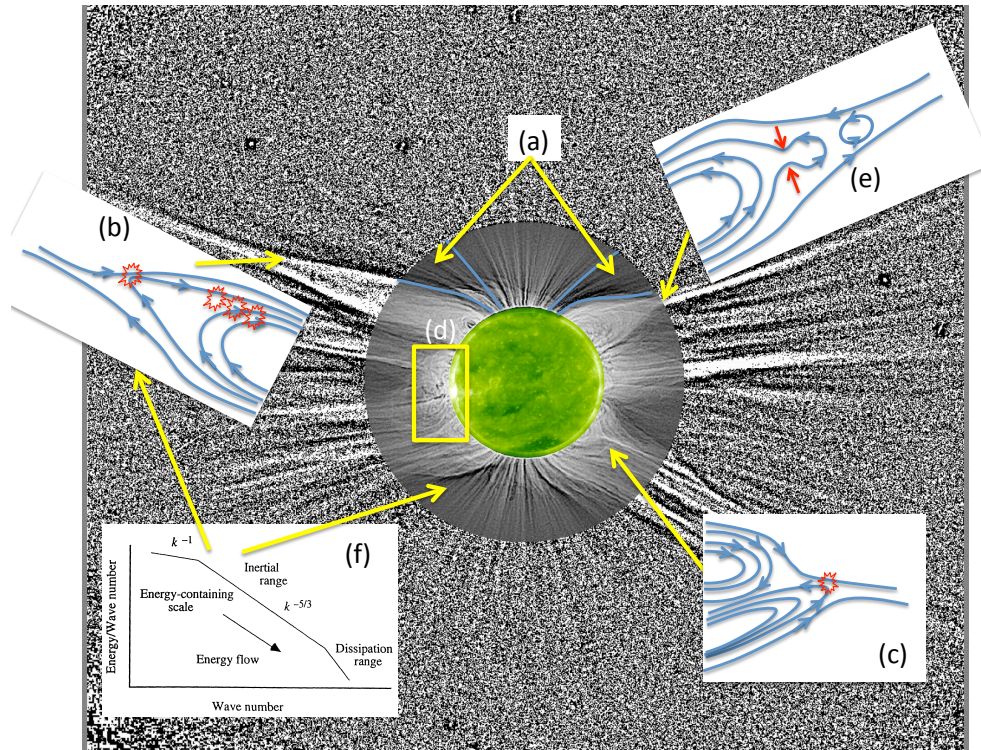 (a)
(e)
(b)
(d)
(f)
k⁻¹
Inertial
range
Energy-containing
scale
k⁻⁵/³
Energy flow
Dissipation
range
Energy/Wave number
Wave number
(c)